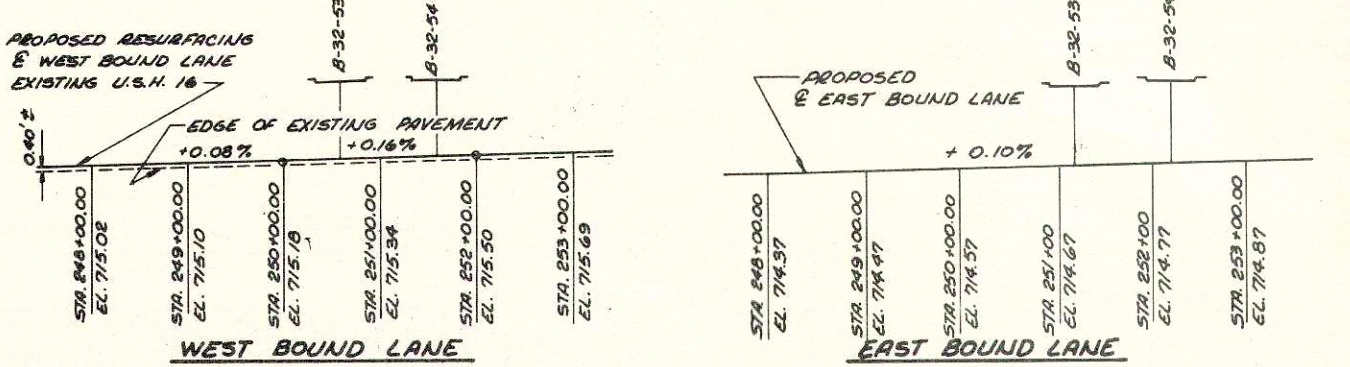 PROPOSED RESURFACING
℄ WEST BOUND LANE
EXISTING U.S.H. 16
B-32-53
B-32-54
0.40' ±
EDGE OF EXISTING PAVEMENT
+0.08%
+0.16%
STA. 248+00.00
EL. 715.02
STA. 249+00.00
EL. 715.10
STA. 250+00.00
EL. 715.18
STA. 251+00.00
EL. 715.34
STA. 252+00.00
EL. 715.50
STA. 253+00.00
EL. 715.69
WEST BOUND LANE
PROPOSED
℄ EAST BOUND LANE
B-32-53
B-32-54
+ 0.10%
STA. 248+00.00
EL. 714.37
STA. 249+00.00
EL. 714.47
STA. 250+00.00
EL. 714.57
STA. 251+00
EL. 714.67
STA. 252+00
EL. 714.77
STA. 253+00.00
EL. 714.87
EAST BOUND LANE